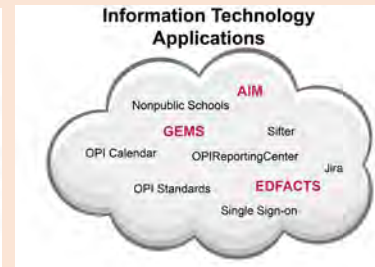 Information Technology
Applications
AIM
Nonpublic Schools
GEMS
Sifter
OPI Calendar
OPIReportingCenter
Jira
OPI Standards
EDFACTS
Single Sign-on